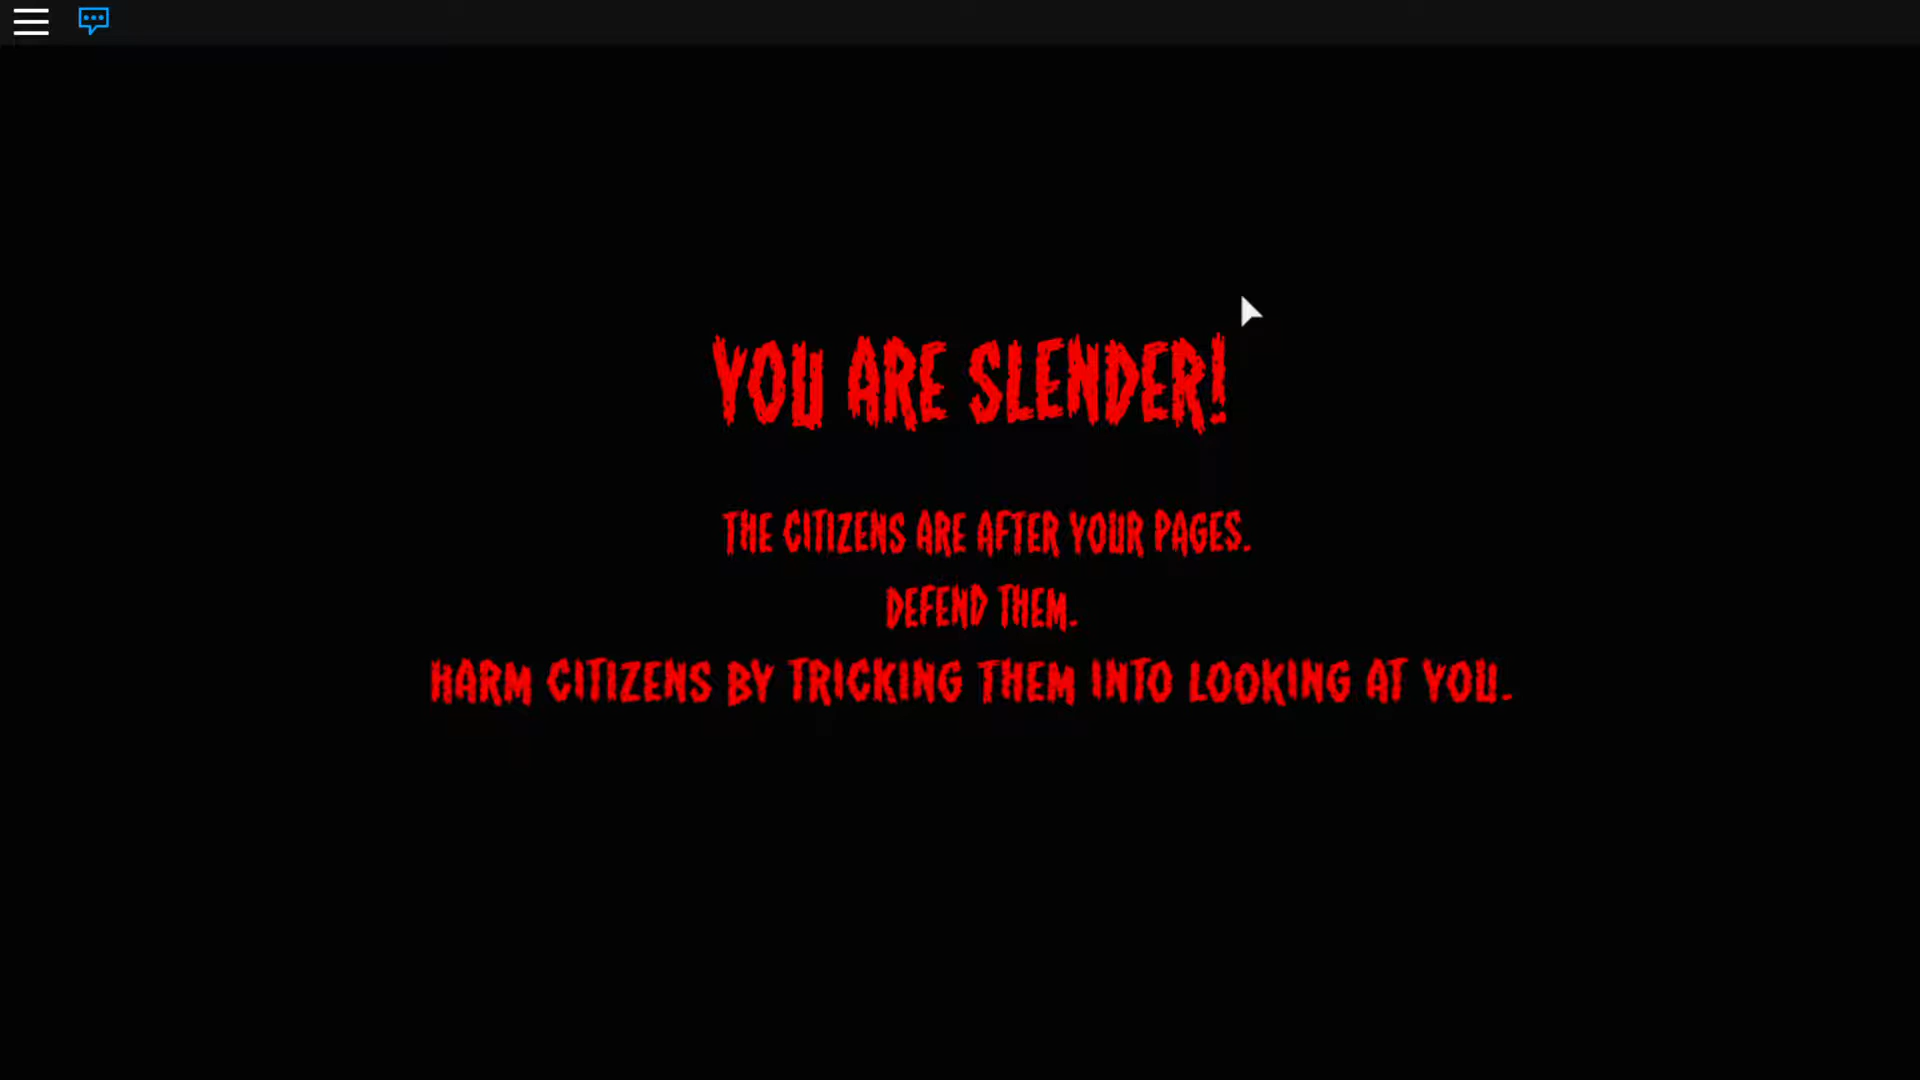 YOU ARE SLENDER!
THE CITIZENS ARE AFTER YOUR PAGES.
DEFEND THEM.
HARM CITIZENS BY TRICKING THEM INTO LOOKING AT YOU.